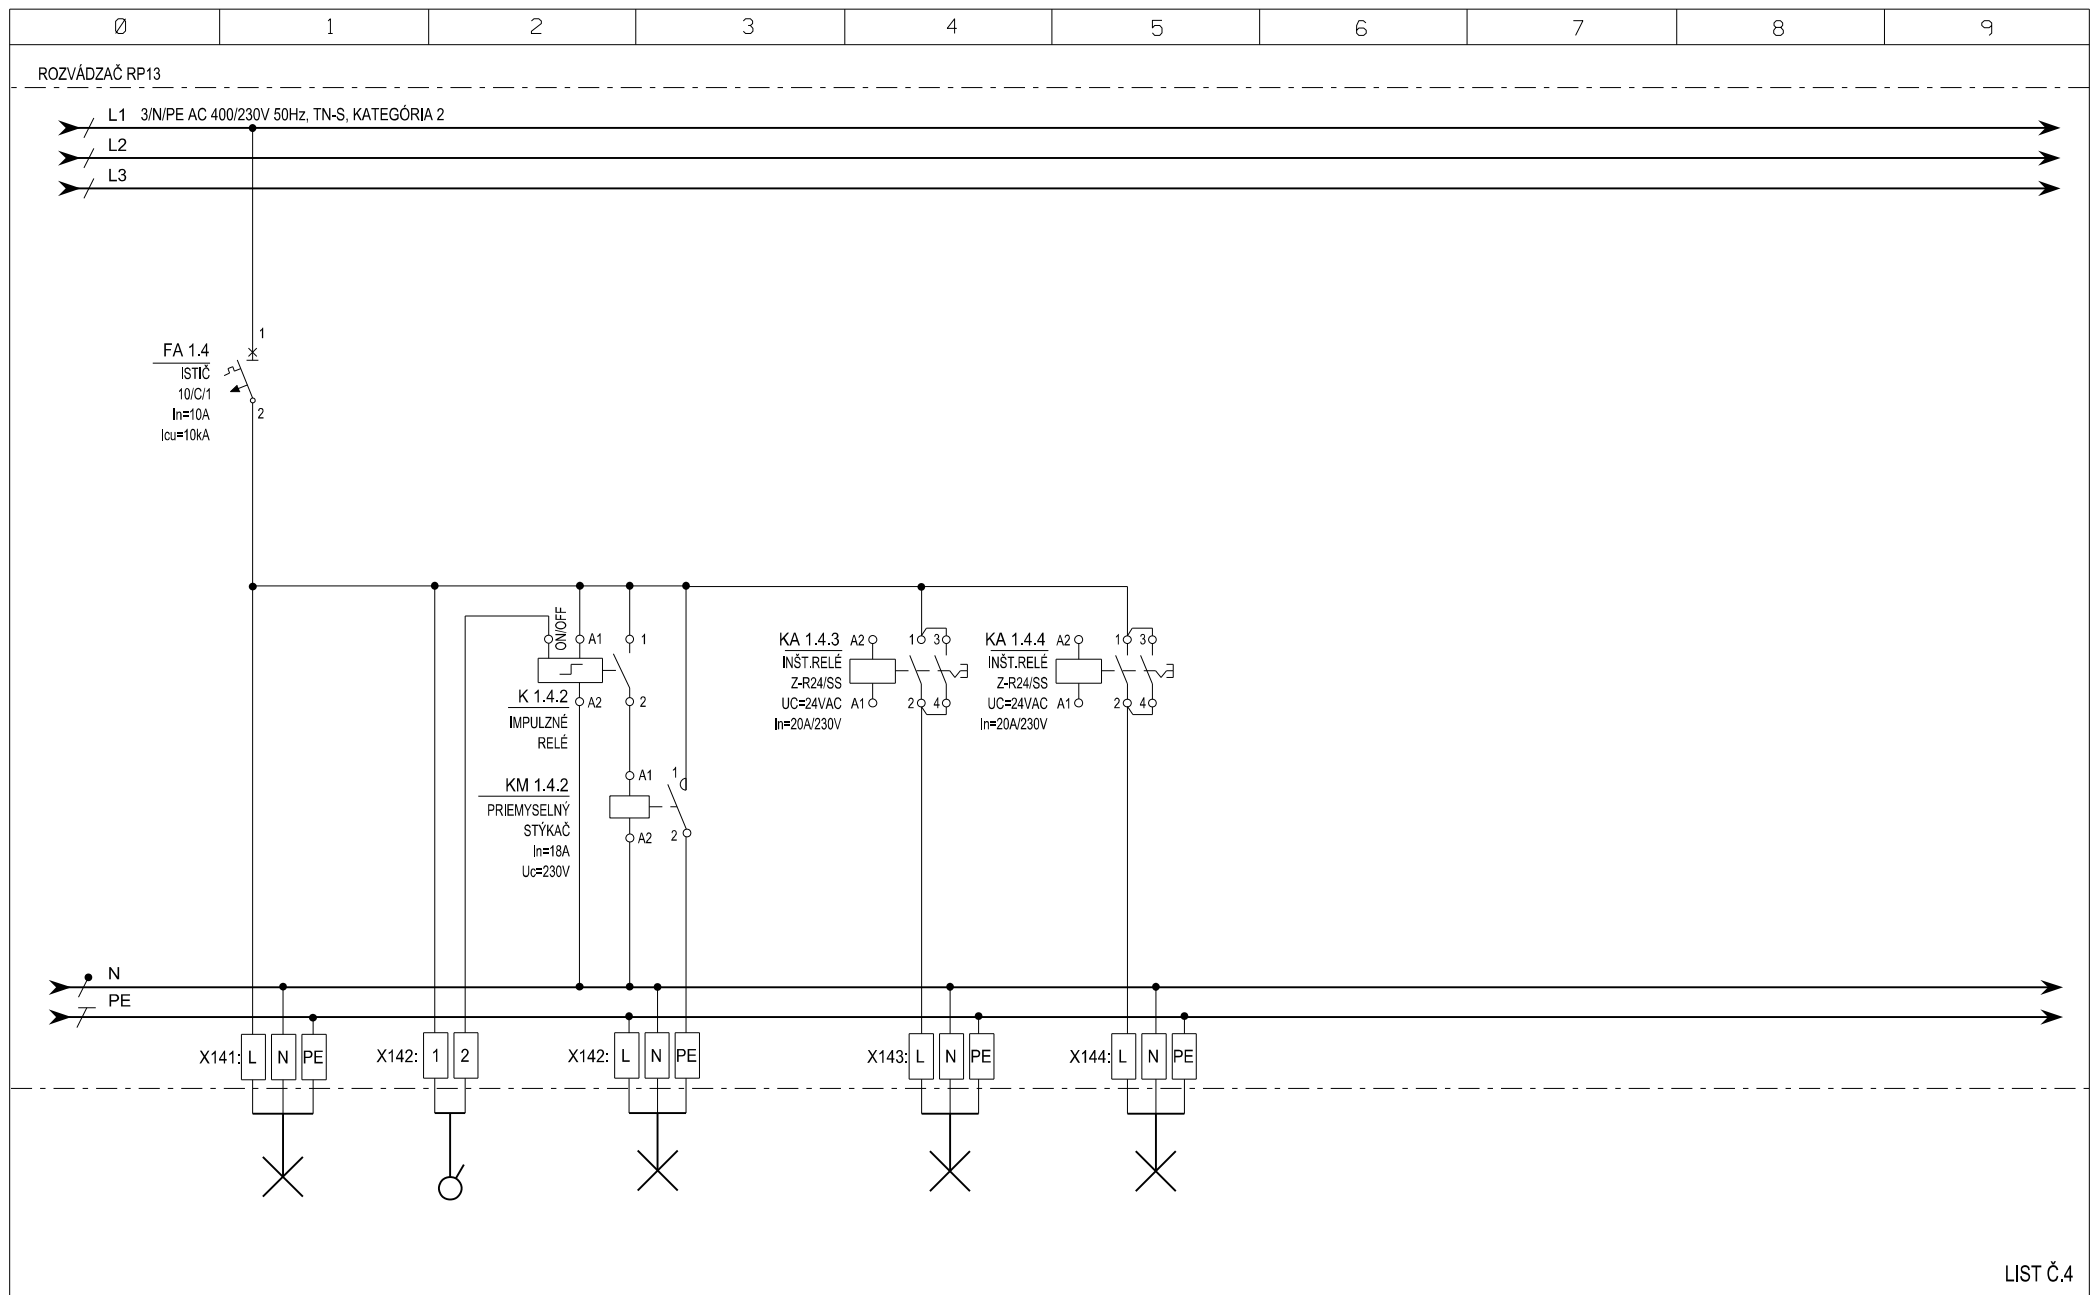 0 1 2 3 4 5 6 7 8 9
ROZVÁDZAČ RP13
L1 3/N/PE AC 400/230V 50Hz, TN-S, KATEGÓRIA 2
L2
L3
1
FA 1.4
ISTIČ
10/C/1
In=10A
Icu=10kA
2
ON/OFF
A1
1
K 1.4.2
A2
2
IMPULZNÉ
RELÉ
KM 1.4.2
A1
1
PRIEMYSELNÝ
STÝKAČ
In=18A
Uc=230V
A2
2
KA 1.4.3 A2 1 3
INŠT.RELÉ
Z-R24/SS
UC=24VAC A1 2 4
In=20A/230V
KA 1.4.4 A2 1 3
INŠT.RELÉ
Z-R24/SS
UC=24VAC A1 2 4
In=20A/230V
N
PE
X141: L N PE
X142: 1 2
X142: L N PE
X143: L N PE
X144: L N PE
LIST Č.4